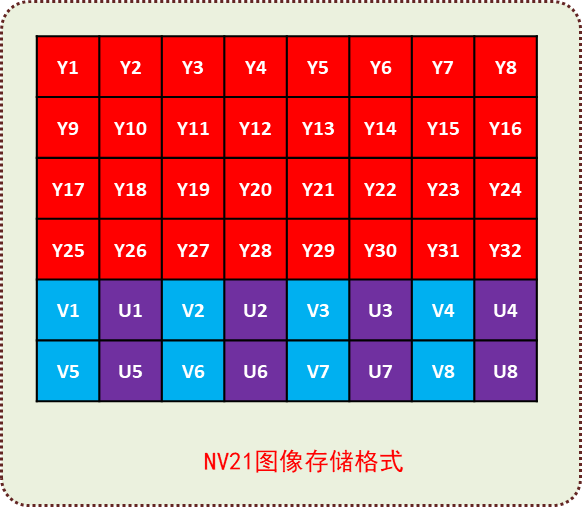 Y1 Y2 Y3 Y4 Y5 Y6 Y7 Y8
Y9 Y10 Y11 Y12 Y13 Y14 Y15 Y16
Y17 Y18 Y19 Y20 Y21 Y22 Y23 Y24
Y25 Y26 Y27 Y28 Y29 Y30 Y31 Y32
V1 U1 V2 U2 V3 U3 V4 U4
V5 U5 V6 U6 V7 U7 V8 U8
NV21图像存储格式